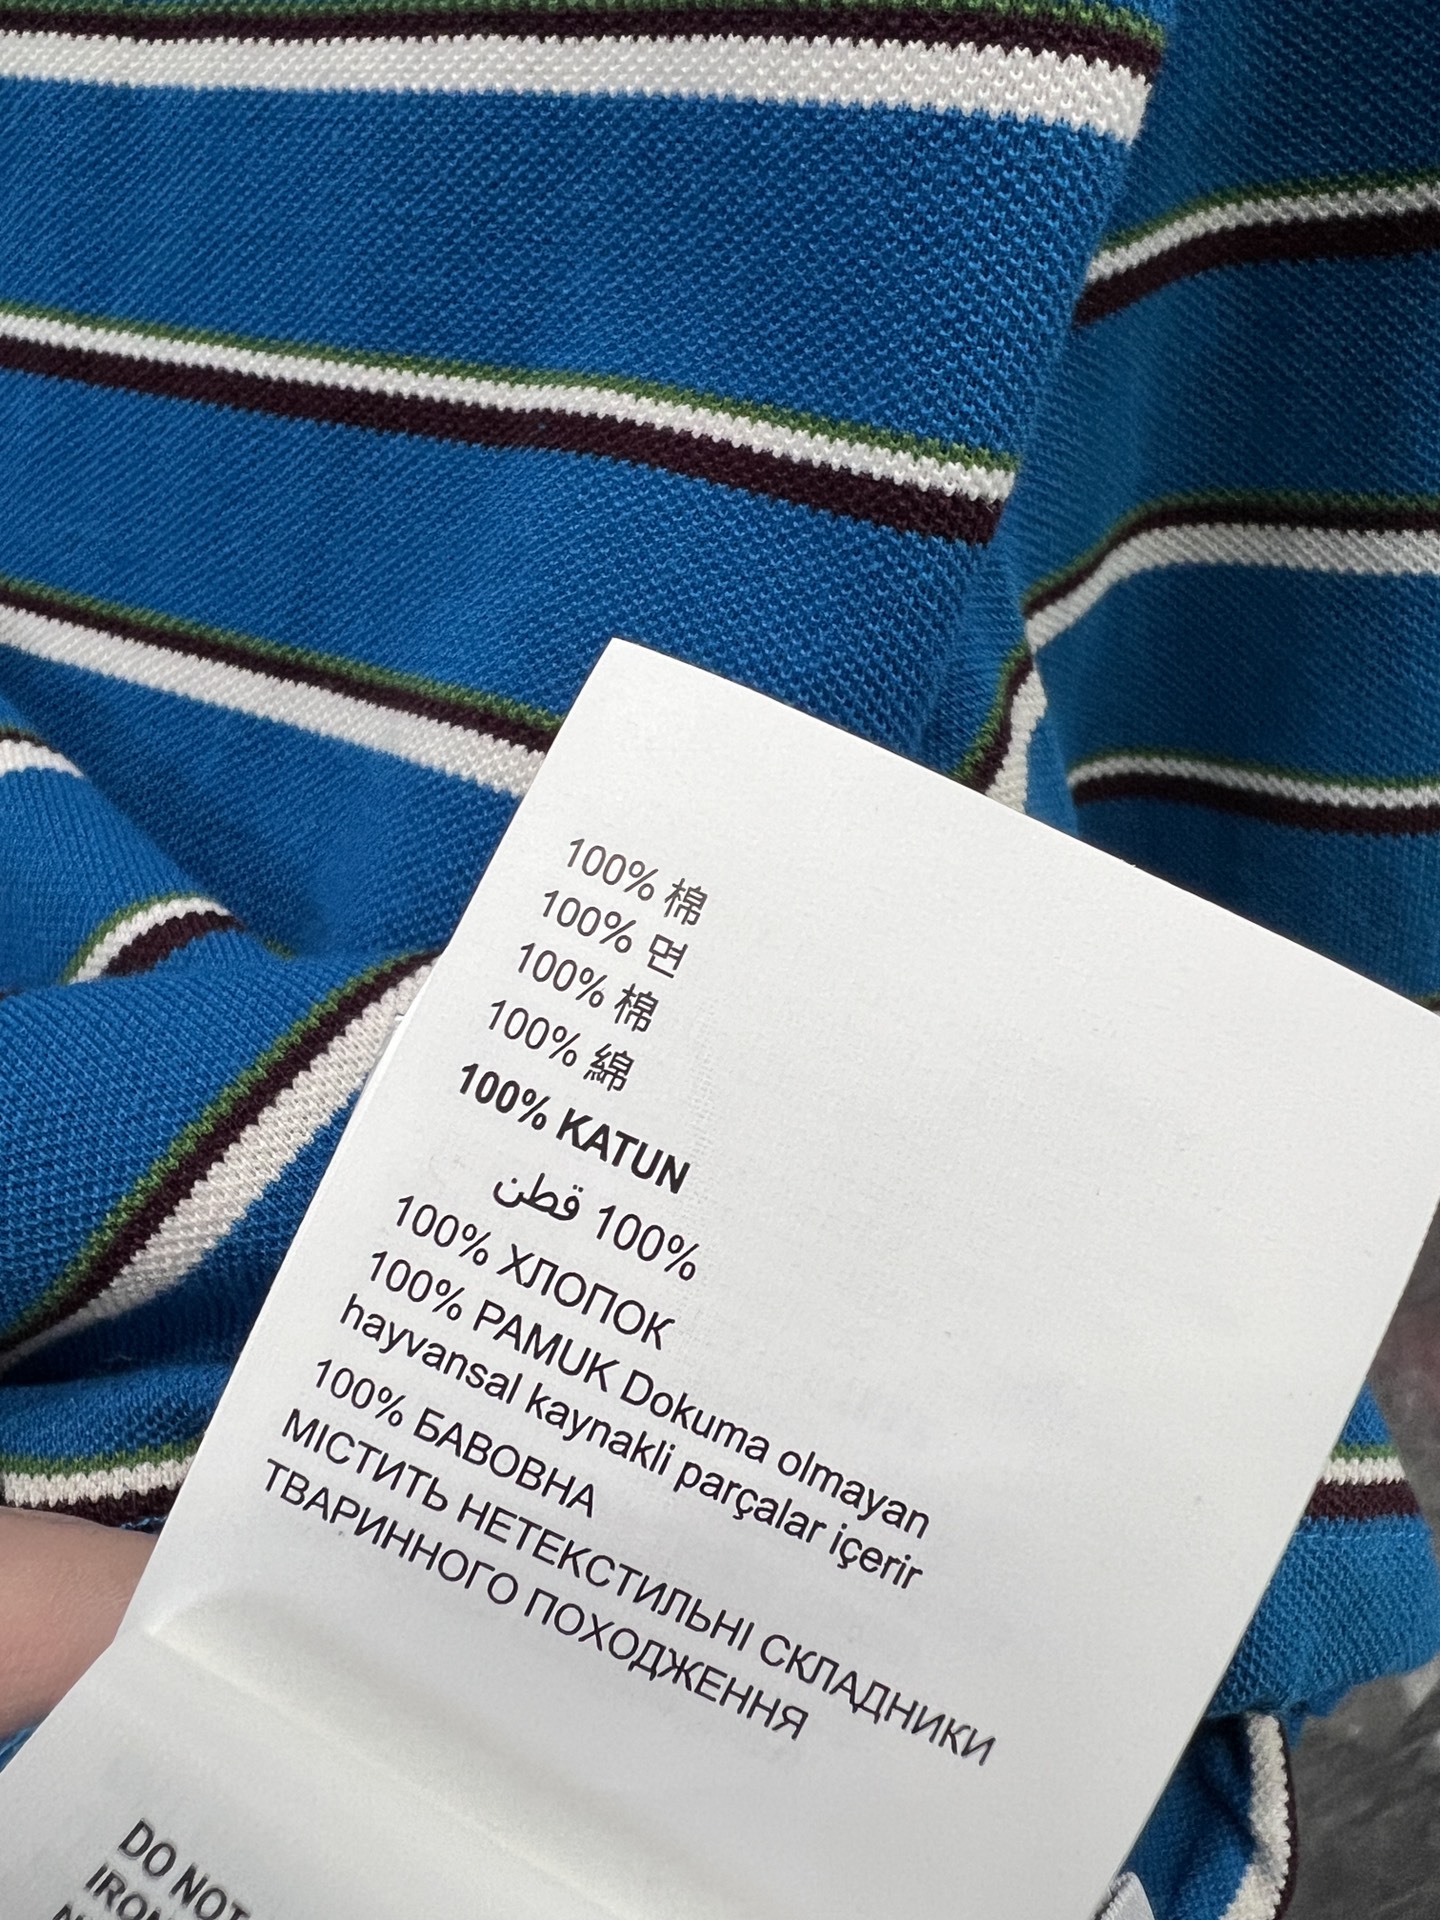 100% 棉
100% 면
100% 棉
100% 綿
100% KATUN
100% قطن
100% ХЛОПОК
100% PAMUK Dokuma olmayan
hayvansal kaynakli parçalar içerir
100% БАВОВНА
МІСТИТЬ НЕТЕКСТИЛЬНІ СКЛАДНИКИ
ТВАРИННОГО ПОХОДЖЕННЯ
DO NOT
IRON